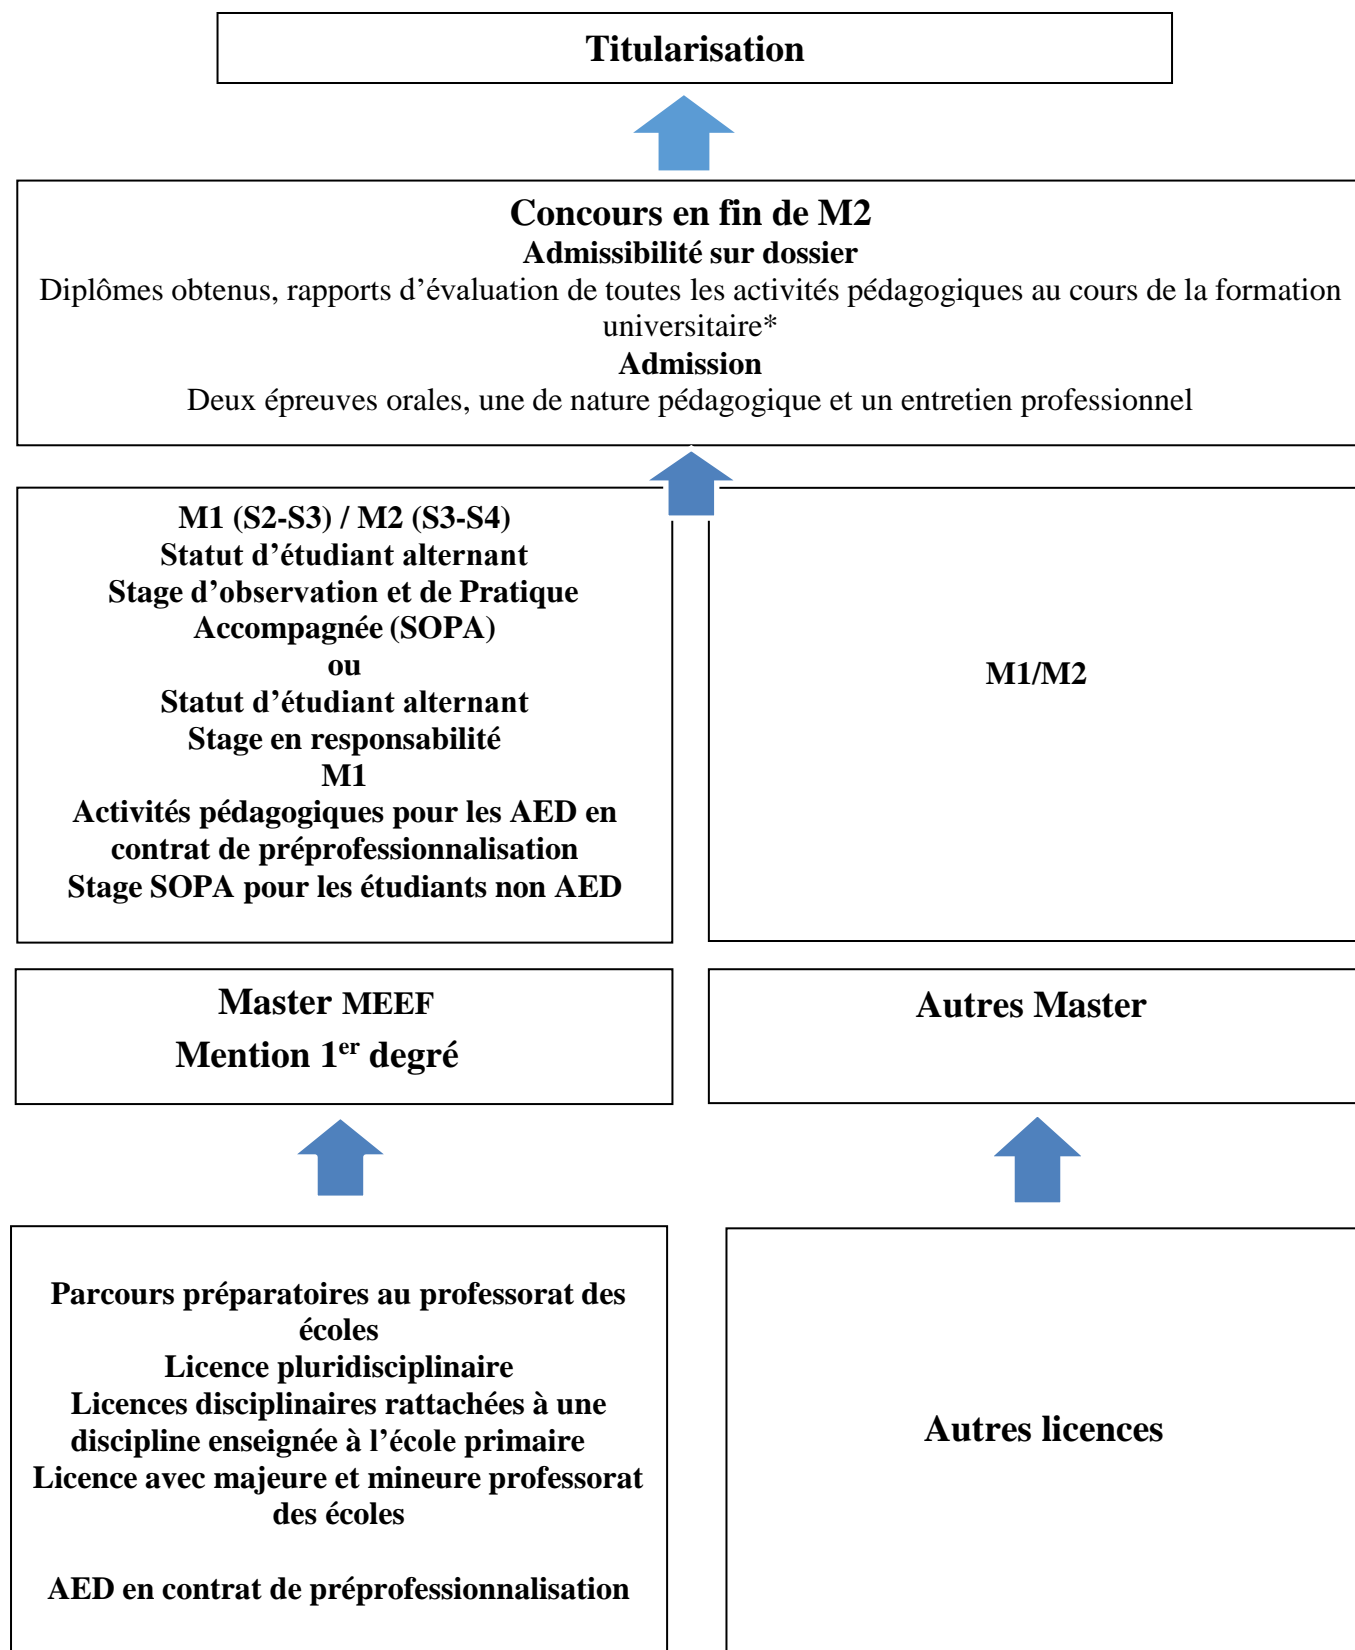 Titularisation
Concours en fin de M2
Admissibilité sur dossier
Diplômes obtenus, rapports d’évaluation de toutes les activités pédagogiques au cours de la formation
universitaire*
Admission
Deux épreuves orales, une de nature pédagogique et un entretien professionnel
M1 (S2-S3) / M2 (S3-S4)
Statut d’étudiant alternant
Stage d’observation et de Pratique
Accompagnée (SOPA)
ou
Statut d’étudiant alternant
Stage en responsabilité
M1
Activités pédagogiques pour les AED en
contrat de préprofessionnalisation
Stage SOPA pour les étudiants non AED
M1/M2
Master MEEF
Mention 1er degré
Autres Master
Parcours préparatoires au professorat des
écoles
Licence pluridisciplinaire
Licences disciplinaires rattachées à une
discipline enseignée à l’école primaire
Licence avec majeure et mineure professorat
des écoles
AED en contrat de préprofessionnalisation
Autres licences